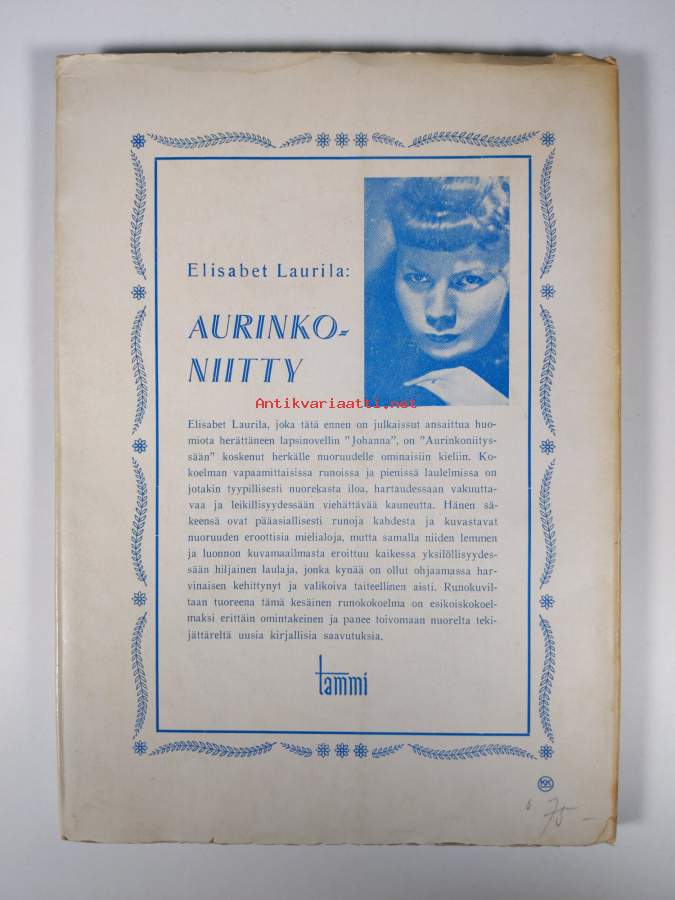 Elisabet Laurila:
AURINKO-
NIITTY
Antikvariaatti.net
Elisabet Laurila, joka tätä ennen on julkaissut ansaittua huo-
miota herättäneen lapsinovellin "Johanna", on "Aurinkoniitys-
sään" koskenut herkälle nuoruudelle ominaisiin kieliin. Ko-
koelman vapaamittaisissa runoissa ja pienissä laulelmissa on
jotakin tyypillisesti nuorekasta iloa, hartaudessaan vakuutta-
vaa ja leikillisyydessään viehättävää kauneutta. Hänen sä-
keensä ovat pääasiallisesti runoja kahdesta ja kuvastavat
nuoruuden eroottisia mielialoja, mutta samalla niiden lemmen
ja luonnon kuvamaailmasta eroittuu kaikessa yksilöllisyydes-
sään hiljainen laulaja, jonka kynää on ollut ohjaamassa har-
vinaisen kehittynyt ja valikoiva taiteellinen aisti. Runokuvil-
taan tuoreena tämä kesäinen runokokoelma on esikoiskokoel-
maksi erittäin omintakeinen ja panee toivomaan nuorelta teki-
jättäreltä uusia kirjallisia saavutuksia.
tammi
75 –